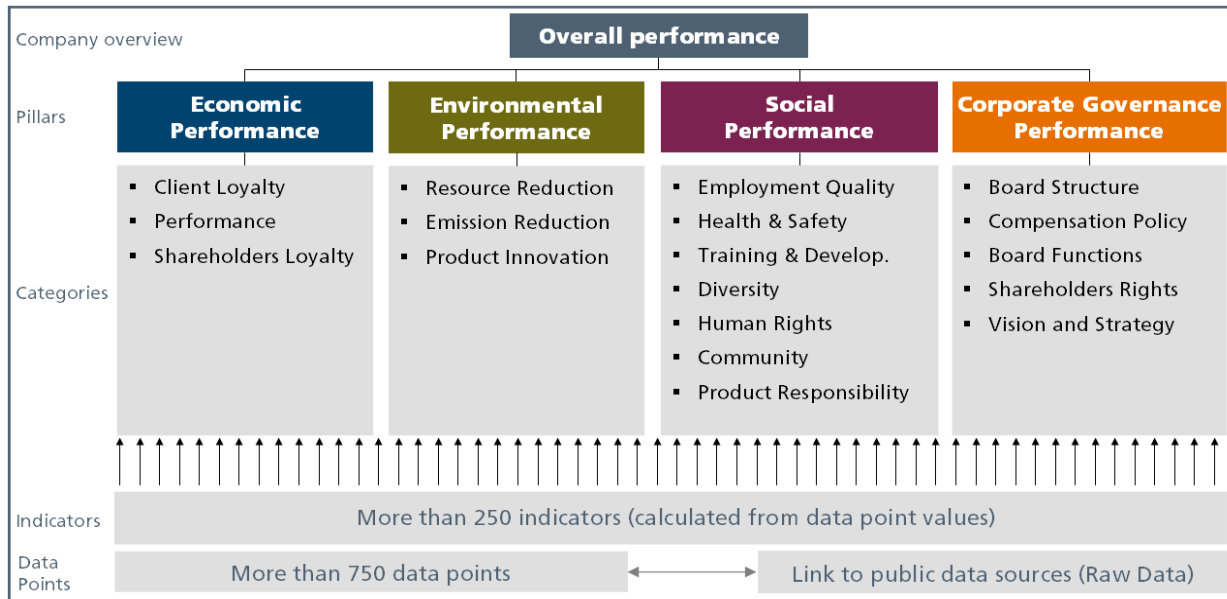 Company overview
Overall performance
Pillars
Economic
Performance
Environmental
Performance
Social
Performance
Corporate Governance
Performance
Categories
▪ Client Loyalty
▪ Performance
▪ Shareholders Loyalty
▪ Resource Reduction
▪ Emission Reduction
▪ Product Innovation
▪ Employment Quality
▪ Health & Safety
▪ Training & Develop.
▪ Diversity
▪ Human Rights
▪ Community
▪ Product Responsibility
▪ Board Structure
▪ Compensation Policy
▪ Board Functions
▪ Shareholders Rights
▪ Vision and Strategy
Indicators
More than 250 indicators (calculated from data point values)
Data
Points
More than 750 data points
Link to public data sources (Raw Data)